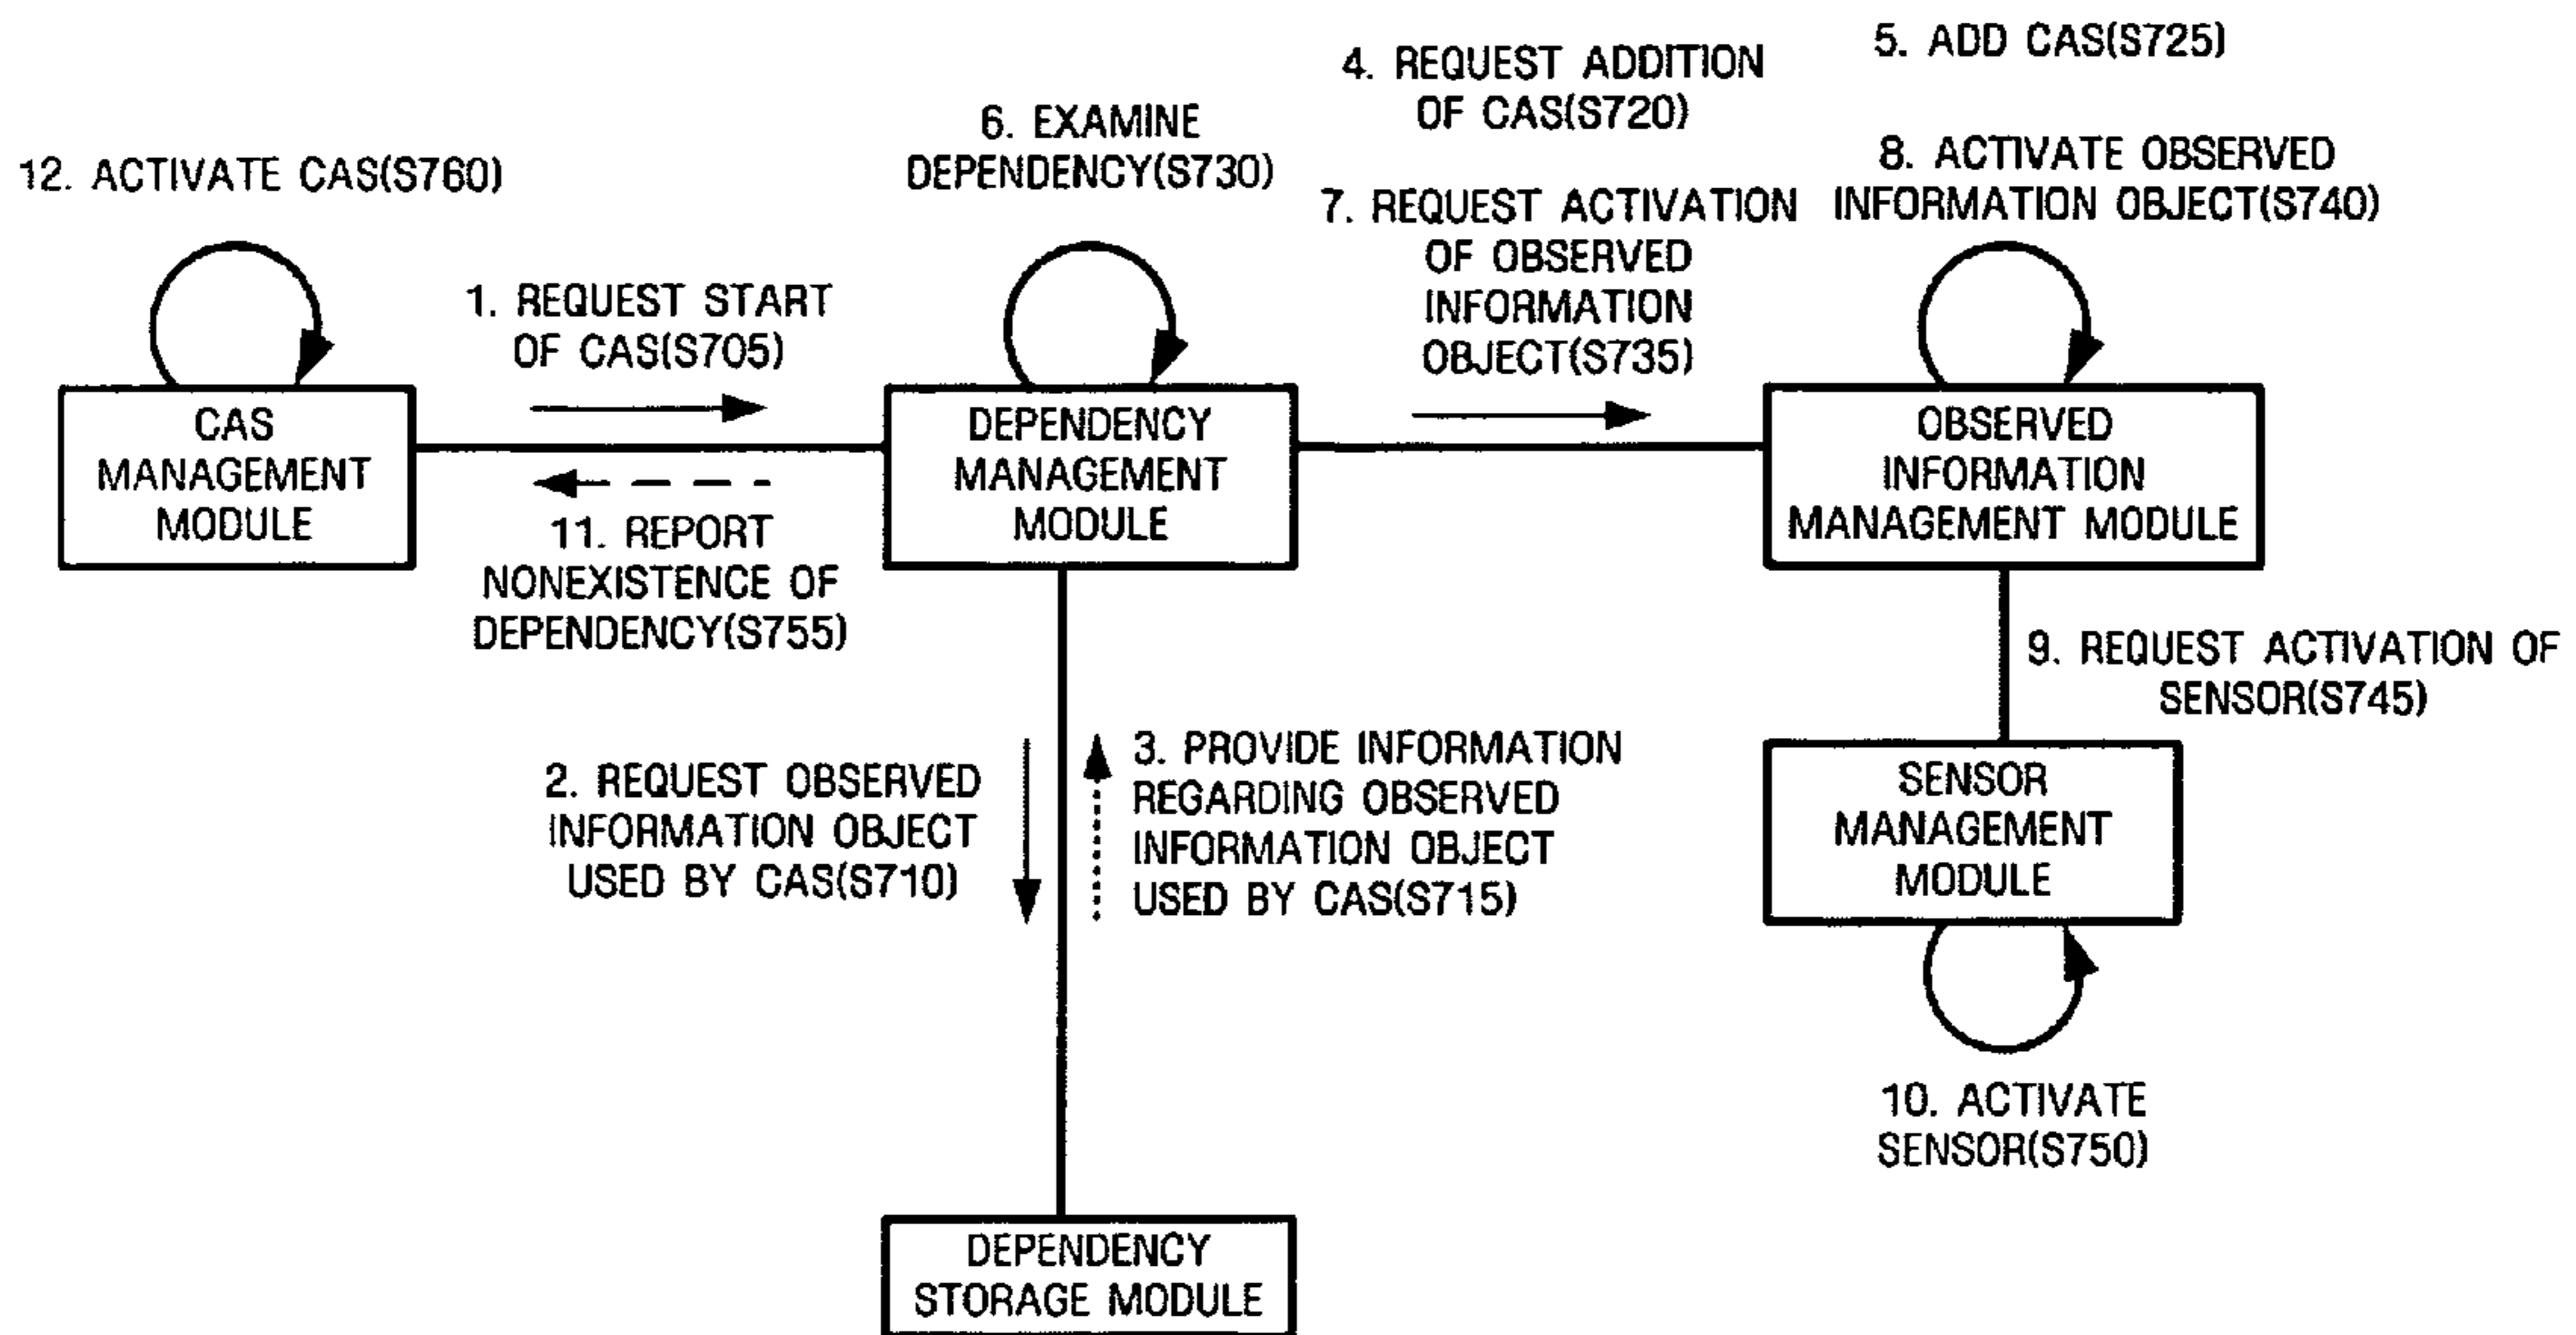 4. REQUEST ADDITION
OF CAS(S720)
5. ADD CAS(S725)
6. EXAMINE
DEPENDENCY(S730)
12. ACTIVATE CAS(S760)
7. REQUEST ACTIVATION
OF OBSERVED
INFORMATION
OBJECT(S735)
8. ACTIVATE OBSERVED
INFORMATION OBJECT(S740)
1. REQUEST START
OF CAS(S705)
CAS
MANAGEMENT
MODULE
DEPENDENCY
MANAGEMENT
MODULE
OBSERVED
INFORMATION
MANAGEMENT MODULE
11. REPORT
NONEXISTENCE OF
DEPENDENCY(S755)
9. REQUEST ACTIVATION OF
SENSOR(S745)
2. REQUEST OBSERVED
INFORMATION OBJECT
USED BY CAS(S710)
3. PROVIDE INFORMATION
REGARDING OBSERVED
INFORMATION OBJECT
USED BY CAS(S715)
SENSOR
MANAGEMENT
MODULE
10. ACTIVATE
SENSOR(S750)
DEPENDENCY
STORAGE MODULE